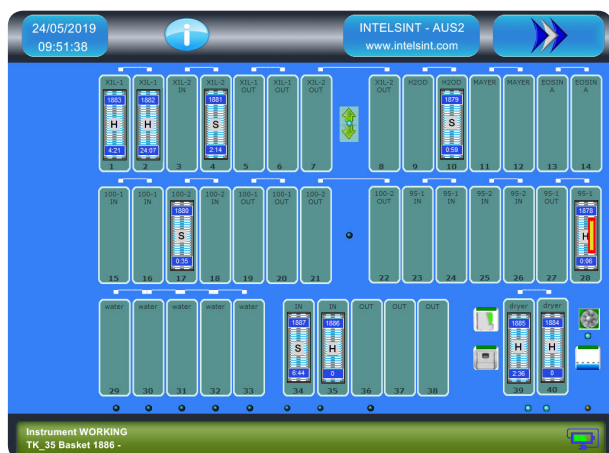 24/05/2019
09:51:38
i
INTELSINT - AUS2
www.intelsint.com
XIL-1 XIL-1 XIL-2 IN XIL-2 XIL-1 OUT XIL-1 OUT XIL-2 OUT XIL-2 OUT H2OD H2OD MAYER MAYER EOSIN A EOSIN A
1883 1882 1881 1879
H H S S
4:21 24:07 2:14 0:59
1 2 3 4 5 6 7 8 9 10 11 12 13 14
100-1 IN 100-1 IN 100-2 100-2 IN 100-1 OUT 100-1 OUT 100-2 OUT 100-2 OUT 95-1 IN 95-1 IN 95-2 IN 95-2 IN 95-1 OUT 95-1
1880 1878
S H
0:35 0:06
15 16 17 18 19 20 21 22 23 24 25 26 27 28
water water water water water IN IN OUT OUT OUT dryer dryer
1887 1886 1885 1884
S H H H
6:44 0 2:36 0
29 30 31 32 33 34 35 36 37 38 39 40
Instrument WORKING
TK_35 Basket 1886 -